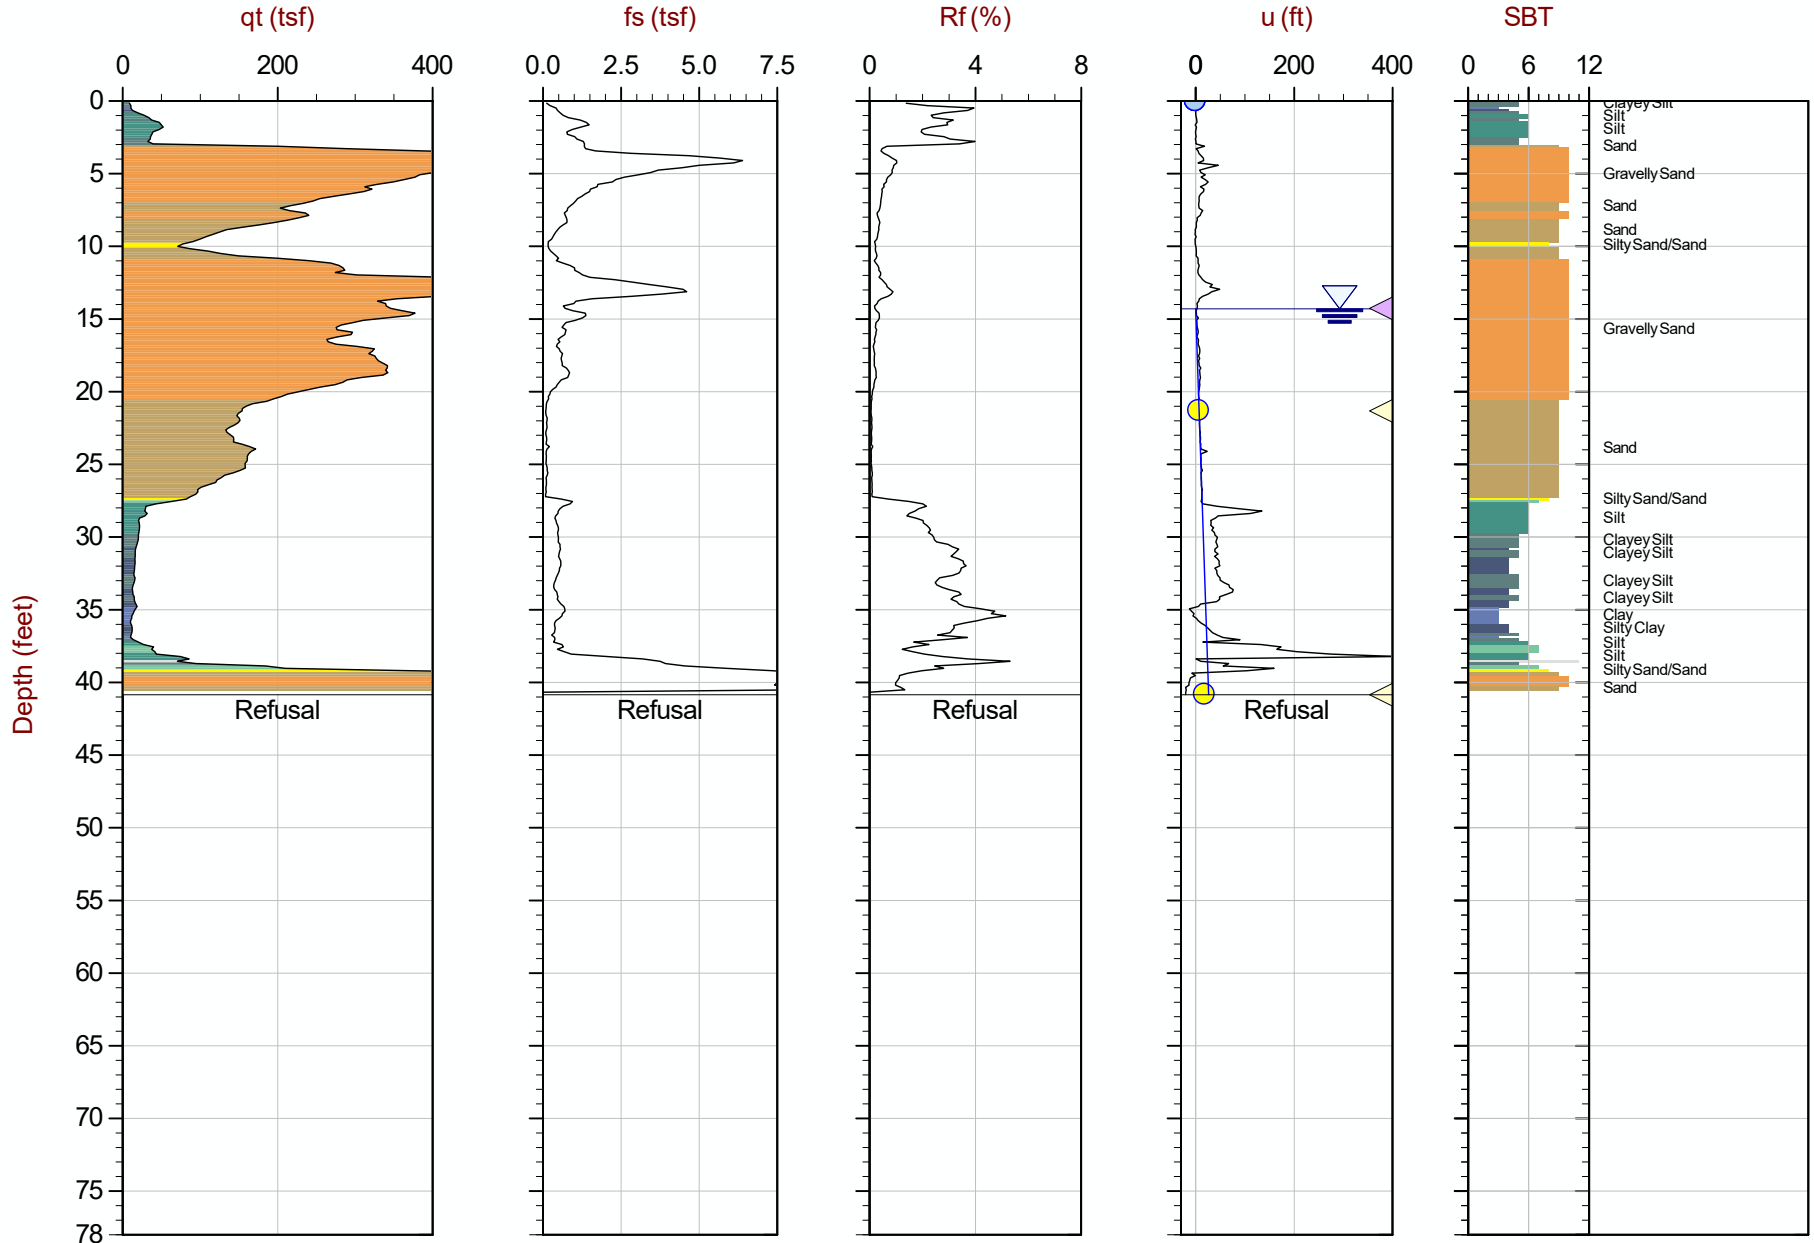 qt (tsf) fs (tsf) Rf (%) u (ft) SBT
0 200 400 0.0 2.5 5.0 7.5 0 4 8 0 200 400 0 6 12
0
Clayey Silt
Silt
Silt
Sand
5
Gravelly Sand
Sand
Sand
10
Silty Sand/Sand
15
Gravelly Sand
20
Sand
25
Silty Sand/Sand
Silt
30
Clayey Silt
Clayey Silt
Clayey Silt
Clayey Silt
35
Clay
Silty Clay
Silt
Silt
Silty Sand/Sand
40
Sand
Refusal Refusal Refusal Refusal
Depth (feet)
45
50
55
60
65
70
75
78